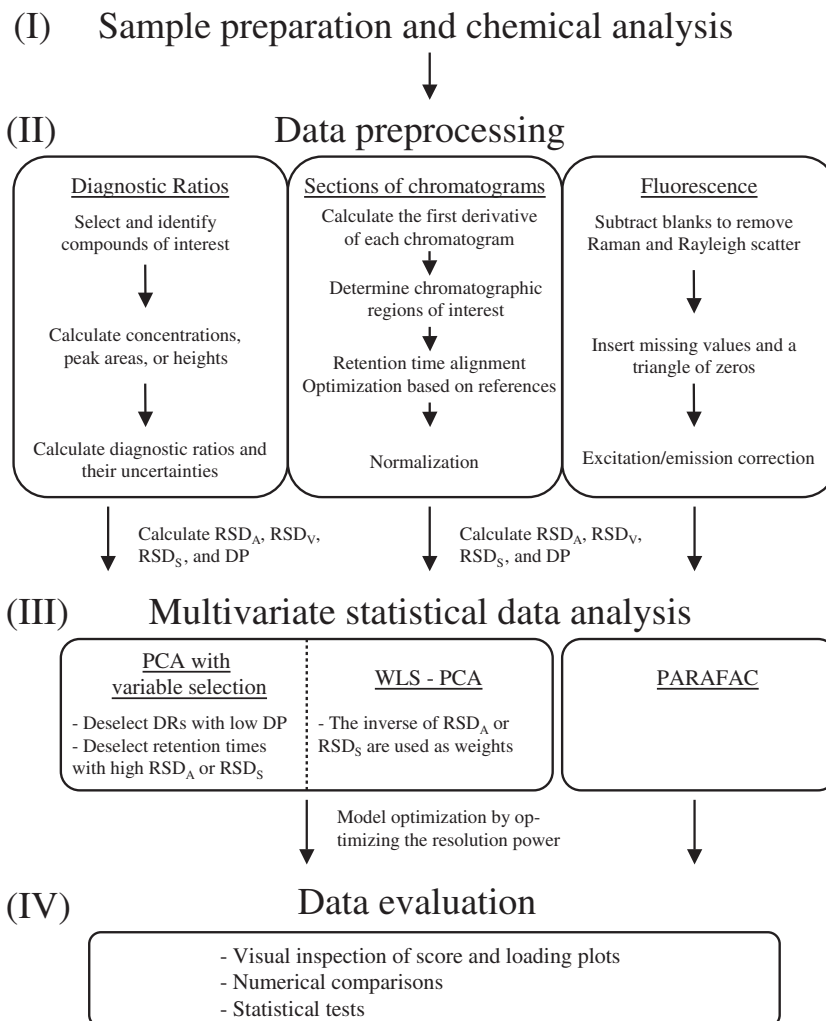 (I) Sample preparation and chemical analysis
(II) Data preprocessing
Diagnostic Ratios
Select and identify
compounds of interest
Calculate concentrations,
peak areas, or heights
Calculate diagnostic ratios and
their uncertainties
Sections of chromatograms
Calculate the first derivative
of each chromatogram
Determine chromatographic
regions of interest
Retention time alignment
Optimization based on references
Normalization
Fluorescence
Subtract blanks to remove
Raman and Rayleigh scatter
Insert missing values and a
triangle of zeros
Excitation/emission correction
Calculate RSD_A, RSD_V,
RSD_S, and DP
Calculate RSD_A, RSD_V,
RSD_S, and DP
(III) Multivariate statistical data analysis
PCA with
variable selection
- Deselect DRs with low DP
- Deselect retention times
with high RSD_A or RSD_S
WLS - PCA
- The inverse of RSD_A or
RSD_S are used as weights
PARAFAC
Model optimization by op-
timizing the resolution power
(IV) Data evaluation
- Visual inspection of score and loading plots
- Numerical comparisons
- Statistical tests